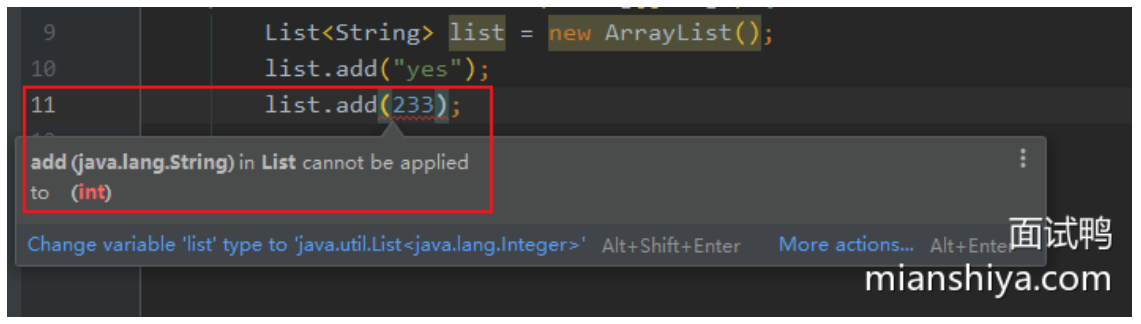 9 List<String> list = new ArrayList();
10 list.add("yes");
11 list.add(233);
add (java.lang.String) in List cannot be applied
to (int)
Change variable 'list' type to 'java.util.List<java.lang.Integer>' Alt+Shift+Enter More actions... Alt+Enter
面试鸭
mianshiya.com